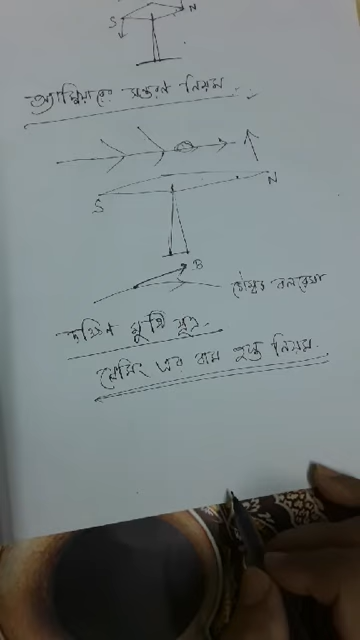 S N
অ্যাম্পিয়ারের সন্তরণ নিয়ম
S N
B
চৌম্বক বলরেখা
দক্ষিণ মুষ্টি সূত্র.
ফ্লেমিং এর বাম হস্ত নিয়ম.